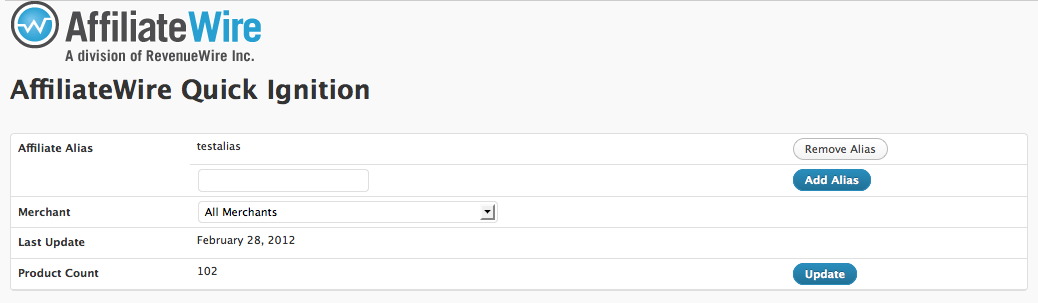 AffiliateWire
A division of RevenueWire Inc.
AffiliateWire Quick Ignition
Affiliate Alias testalias Remove Alias
Add Alias
Merchant All Merchants
Last Update February 28, 2012
Product Count 102 Update